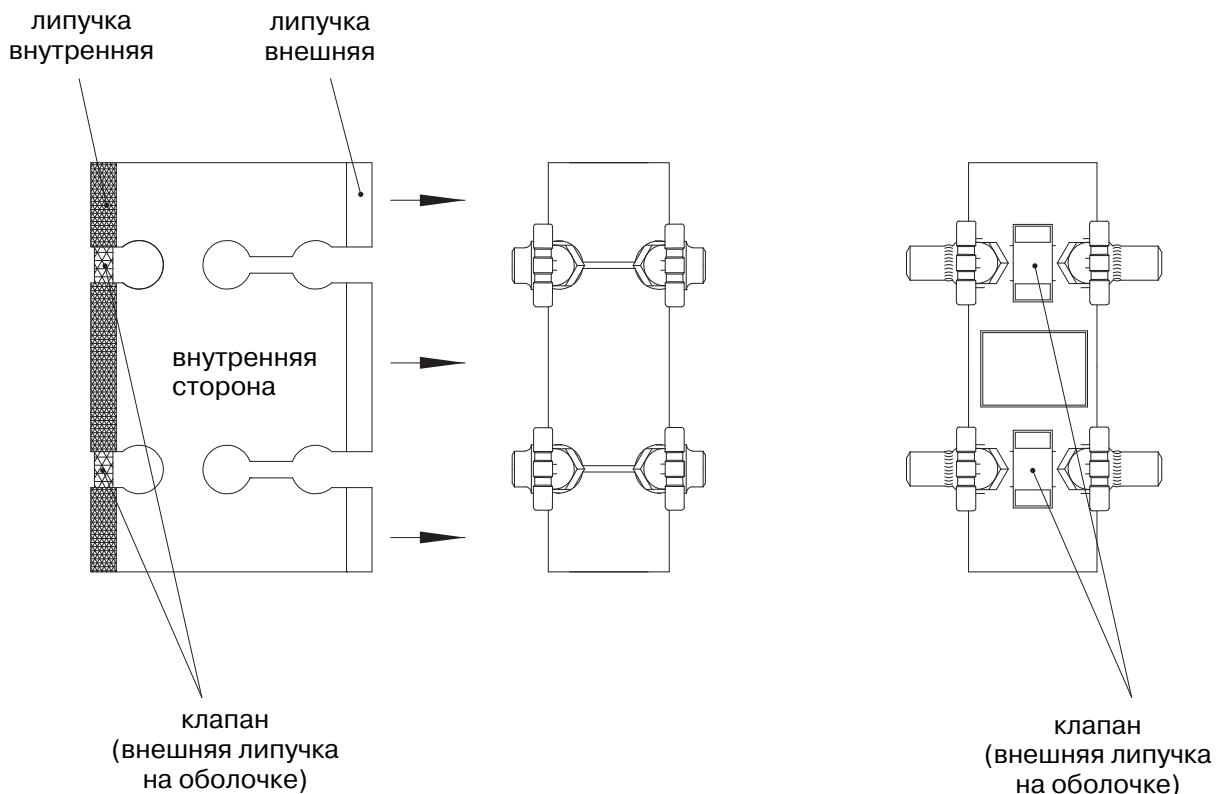 липучка
внутренняя
липучка
внешняя
внутренняя
сторона
клапан
(внешняя липучка
на оболочке)
клапан
(внешняя липучка
на оболочке)